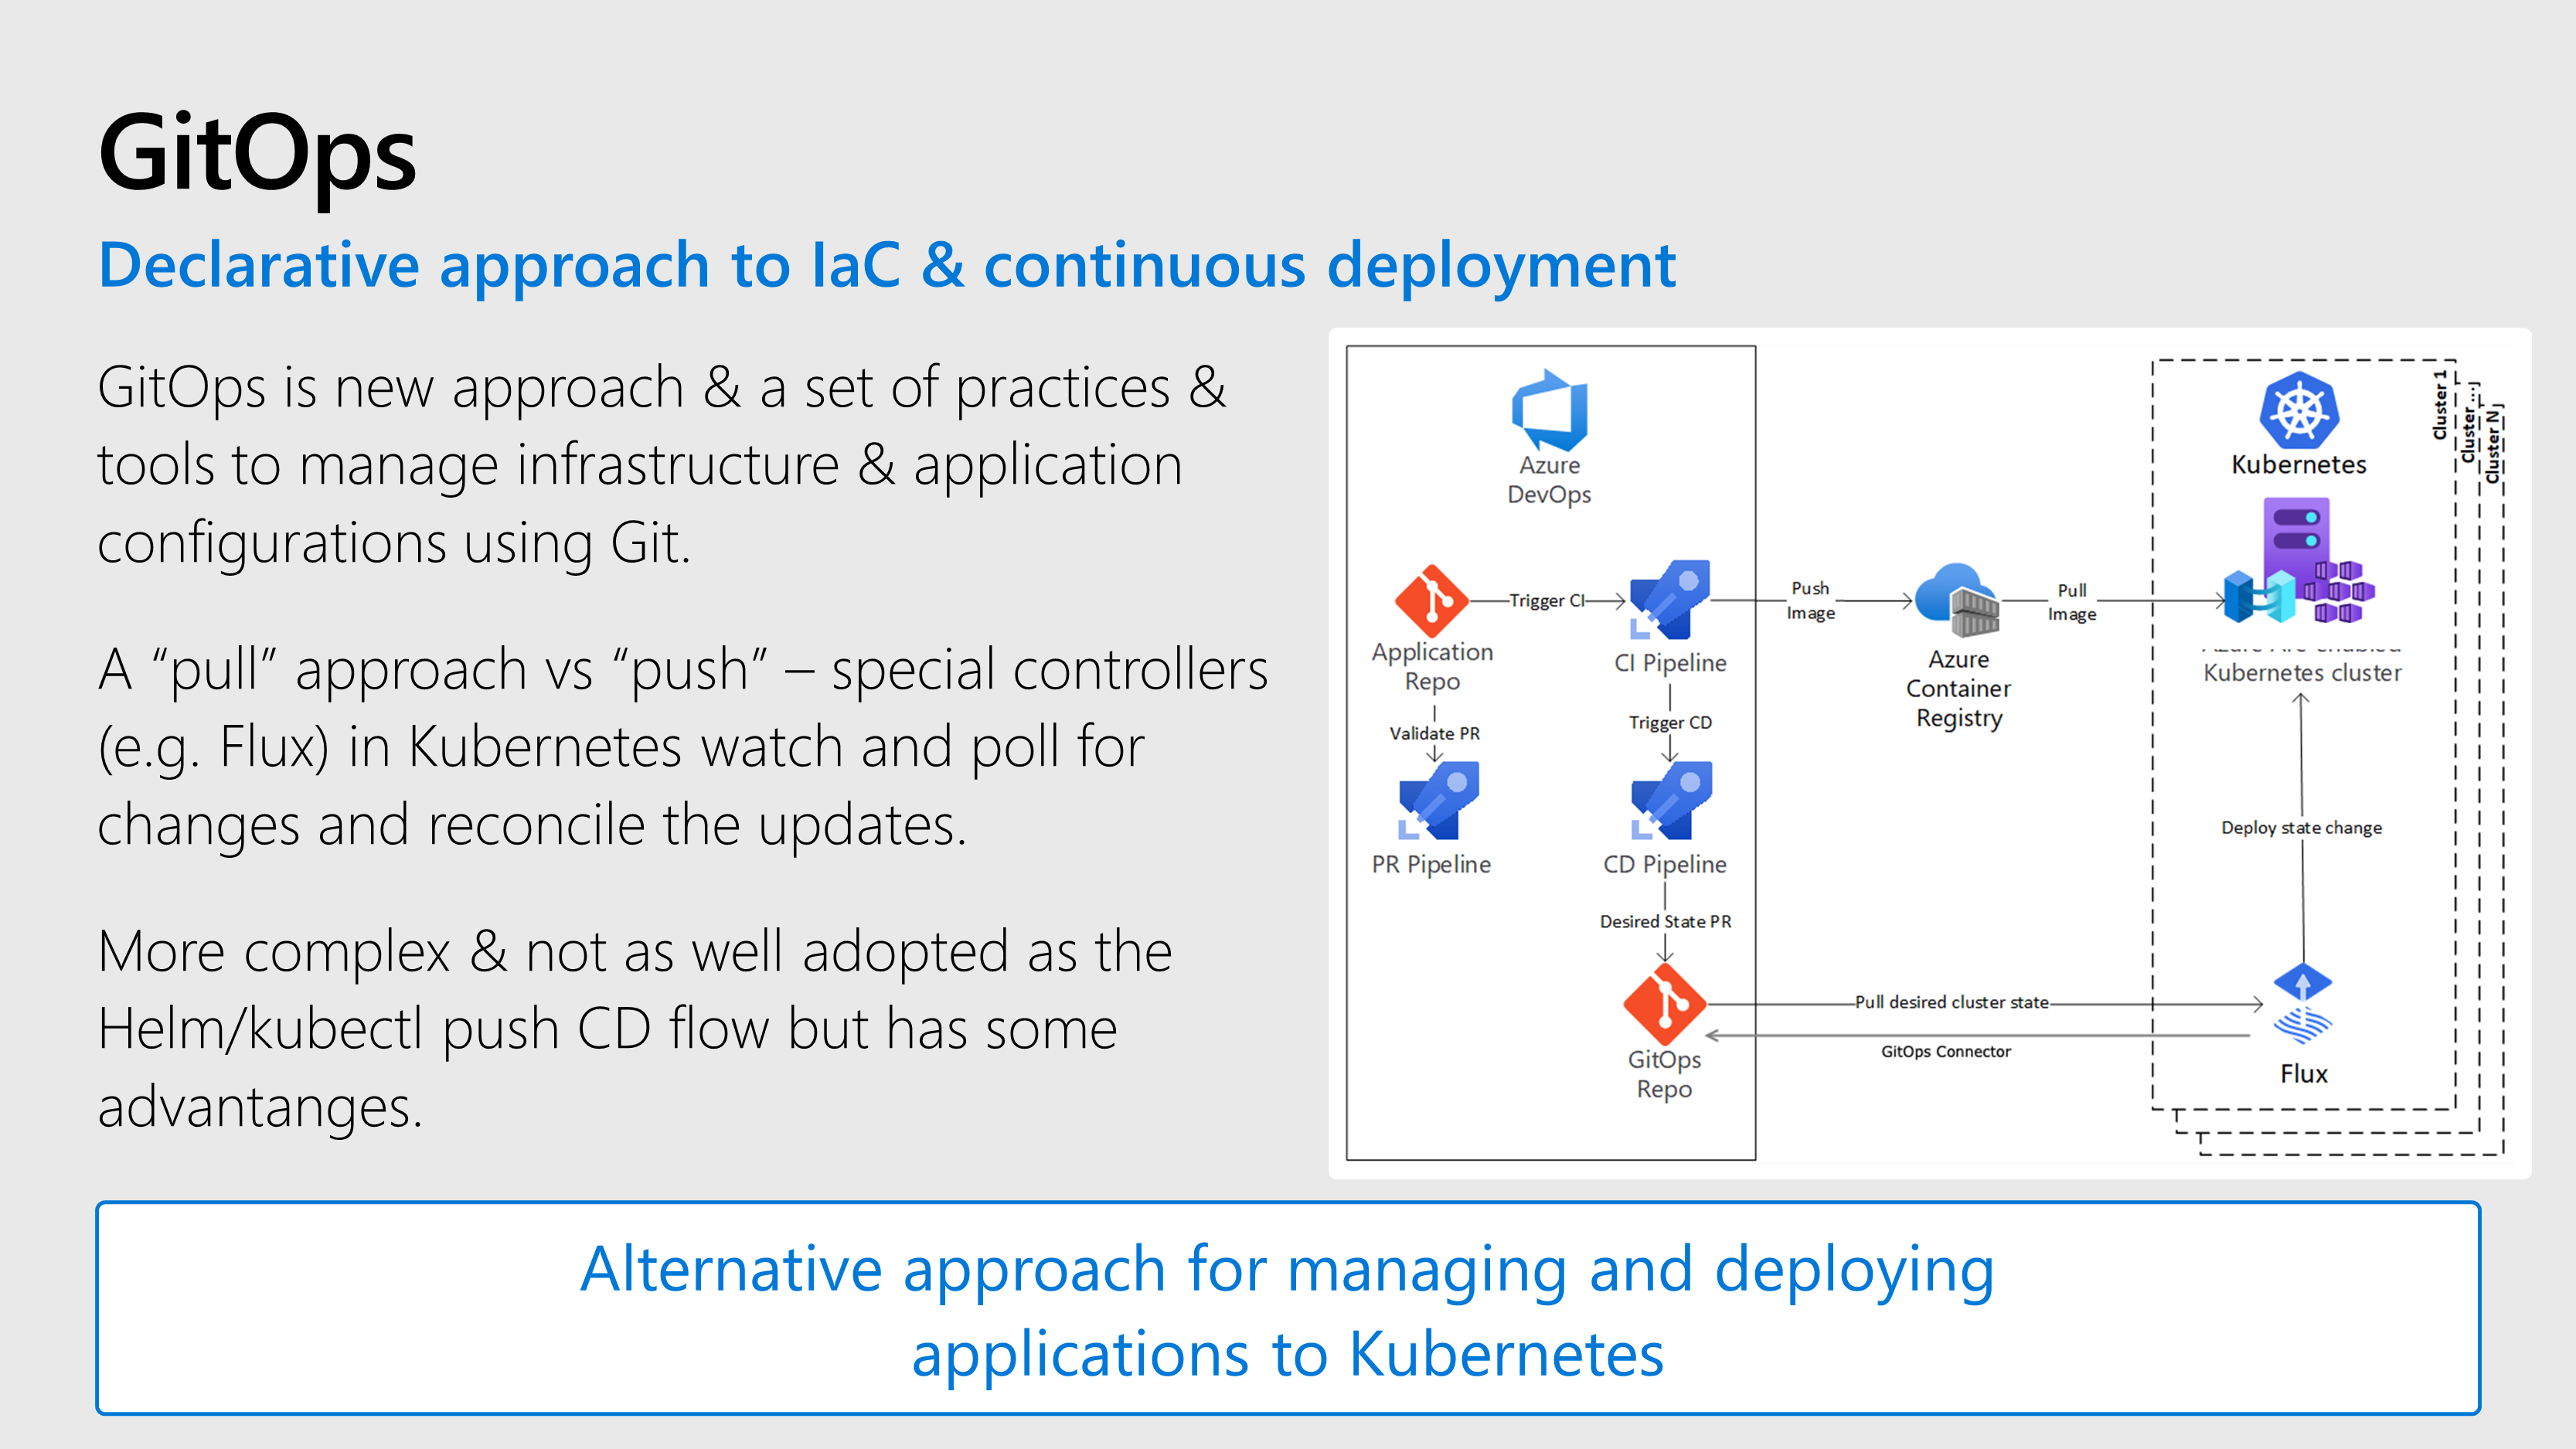 GitOps
Declarative approach to IaC & continuous deployment
GitOps is new approach & a set of practices &
tools to manage infrastructure & application
configurations using Git.
A “pull” approach vs “push” – special controllers
(e.g. Flux) in Kubernetes watch and poll for
changes and reconcile the updates.
More complex & not as well adopted as the
Helm/kubectl push CD flow but has some
advantanges.
Azure
DevOps
Application
Repo
Trigger CI
CI Pipeline
Validate PR
PR Pipeline
Trigger CD
CD Pipeline
Desired State PR
GitOps
Repo
Push
Image
Azure
Container
Registry
Pull
Image
Kubernetes
Cluster 1
Cluster ...
Cluster N
Kubernetes cluster
Deploy state change
Pull desired cluster state
GitOps Connector
Flux
Alternative approach for managing and deploying
applications to Kubernetes